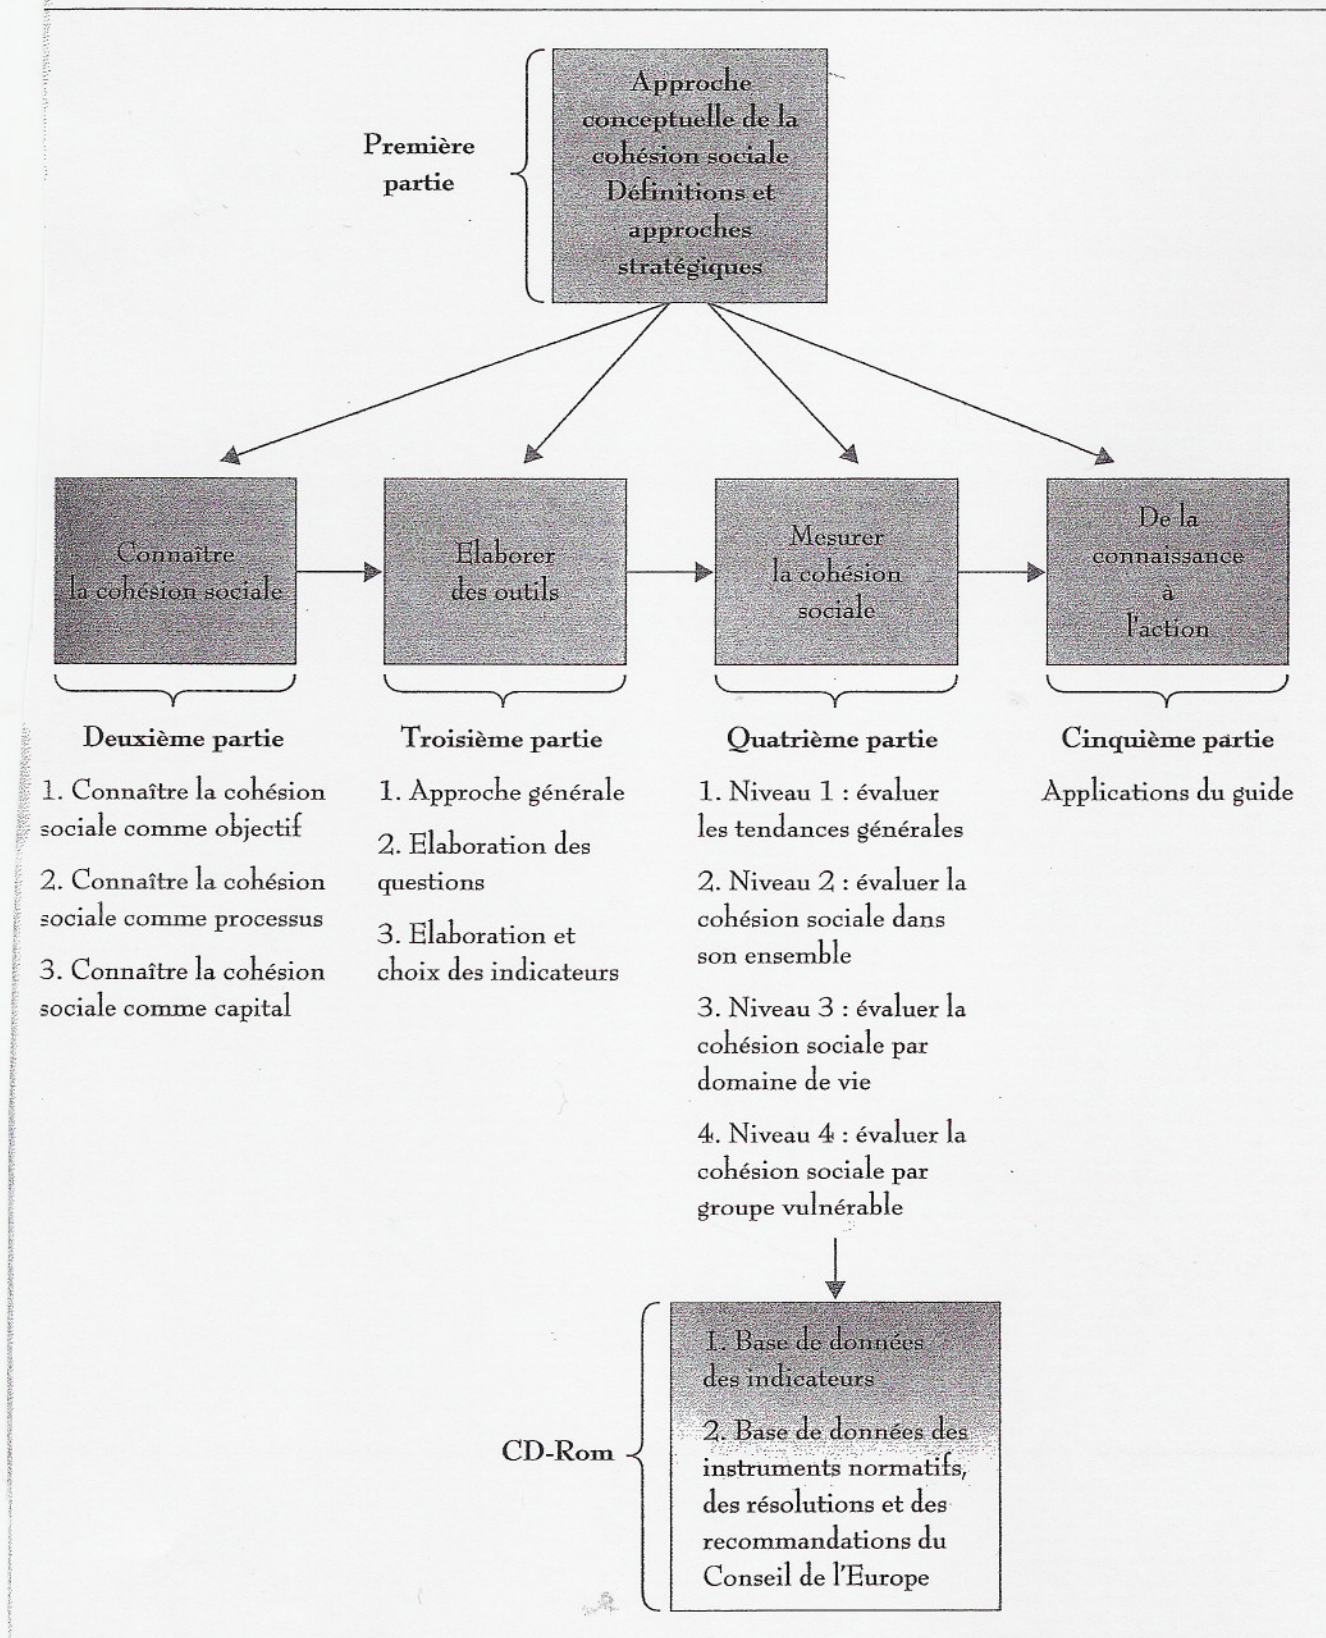 Première
partie
Approche
conceptuelle de la
cohésion sociale
Définitions et
approches
stratégiques
Connaître
la cohésion sociale
Elaborer
des outils
Mesurer
la cohésion
sociale
De la
connaissance
à
l'action
Deuxième partie
1. Connaître la cohésion
sociale comme objectif
2. Connaître la cohésion
sociale comme processus
3. Connaître la cohésion
sociale comme capital
Troisième partie
1. Approche générale
2. Elaboration des
questions
3. Elaboration et
choix des indicateurs
Quatrième partie
1. Niveau 1 : évaluer
les tendances générales
2. Niveau 2 : évaluer la
cohésion sociale dans
son ensemble
3. Niveau 3 : évaluer la
cohésion sociale par
domaine de vie
4. Niveau 4 : évaluer la
cohésion sociale par
groupe vulnérable
Cinquième partie
Applications du guide
CD-Rom
1. Base de données
des indicateurs
2. Base de données des
instruments normatifs,
des résolutions et des
recommandations du
Conseil de l'Europe